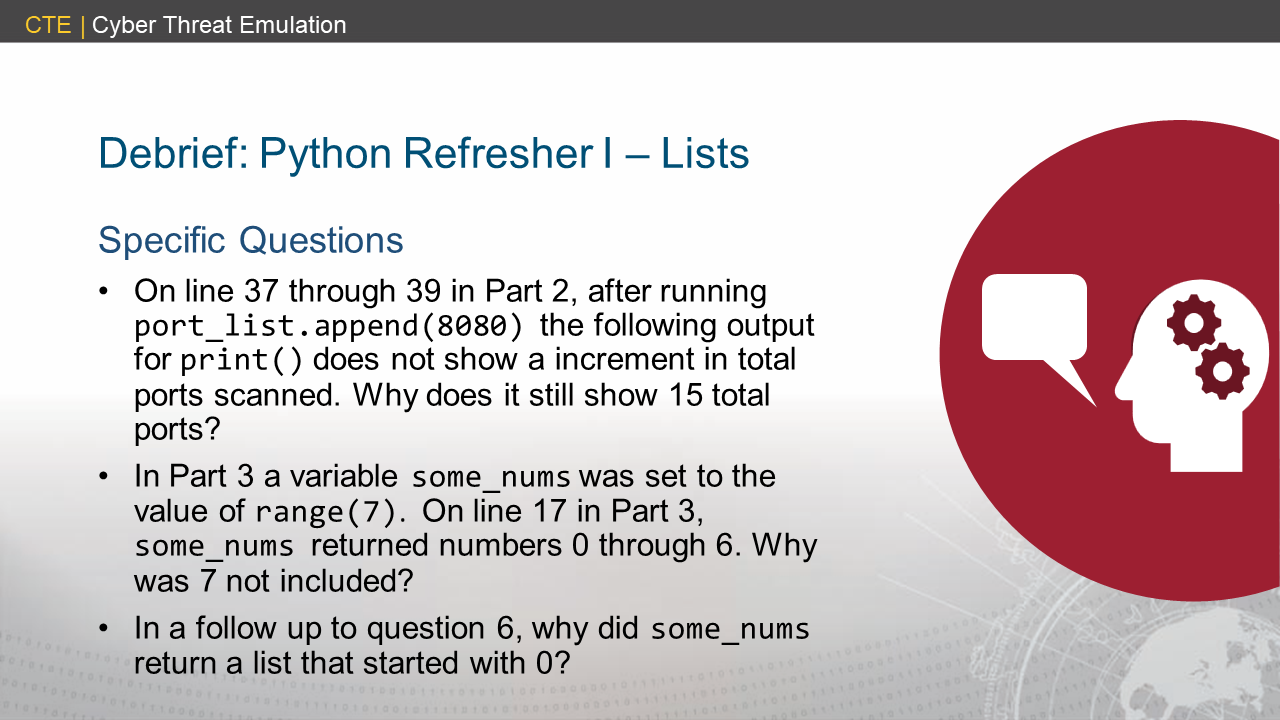 CTE | Cyber Threat Emulation
Debrief: Python Refresher I – Lists
Specific Questions
• On line 37 through 39 in Part 2, after running
port_list.append(8080) the following output
for print() does not show a increment in total
ports scanned. Why does it still show 15 total
ports?
• In Part 3 a variable some_nums was set to the
value of range(7). On line 17 in Part 3,
some_nums returned numbers 0 through 6. Why
was 7 not included?
• In a follow up to question 6, why did some_nums
return a list that started with 0?